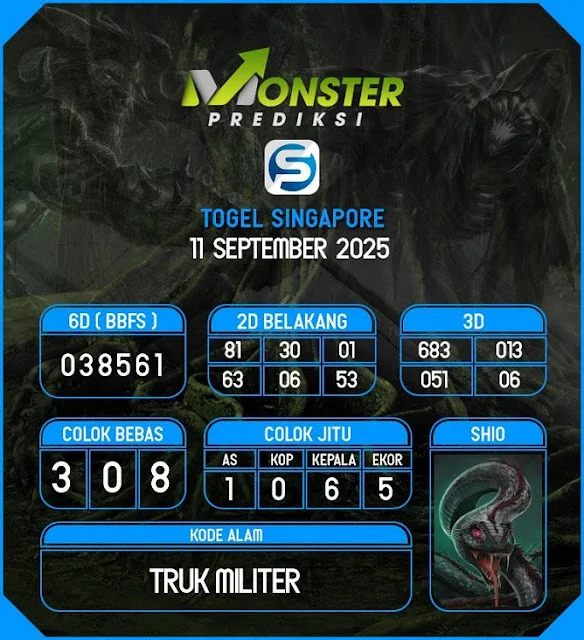 MONSTER
PREDIKSI
S
TOGEL SINGAPORE
11 SEPTEMBER 2025
6D ( BBFS )
038561
2D BELAKANG
81 30 01
63 06 53
3D
683 013
051 06
COLOK BEBAS
3 0 8
COLOK JITU
AS KOP KEPALA EKOR
1 0 6 5
SHIO
KODE ALAM
TRUK MILITER